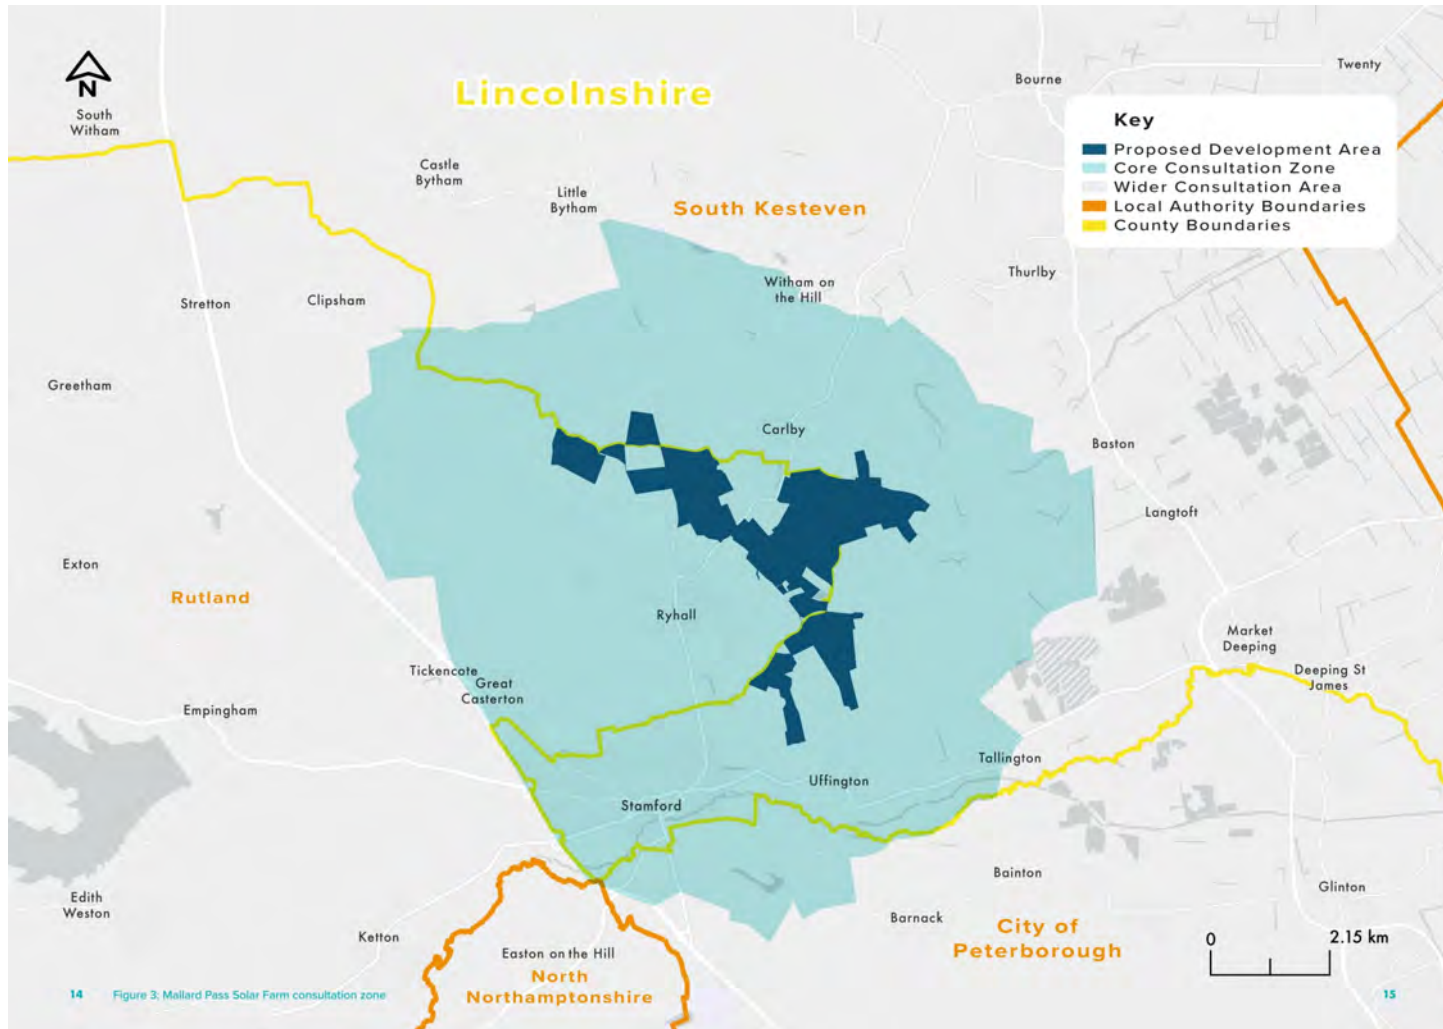 N
South
Witham
Lincolnshire
Bourne
Twenty
Key
Proposed Development Area
Core Consultation Zone
Wider Consultation Area
Local Authority Boundaries
County Boundaries
Castle
Bytham
Little
Bytham
South Kesteven
Witham on
the Hill
Thurlby
Stretton
Clipsham
Greetham
Carlby
Baston
Langtoft
Exton
Rutland
Ryhall
Market
Deeping
Deeping St
James
Tickencote
Great
Casterton
Empingham
Tallington
Uffington
Stamford
Bainton
Glinton
Edith
Weston
Barnack
City of
Peterborough
Ketton
Easton on the Hill
North
Northamptonshire
0
2.15 km
14
Figure 3: Mallard Pass Solar Farm consultation zone
15